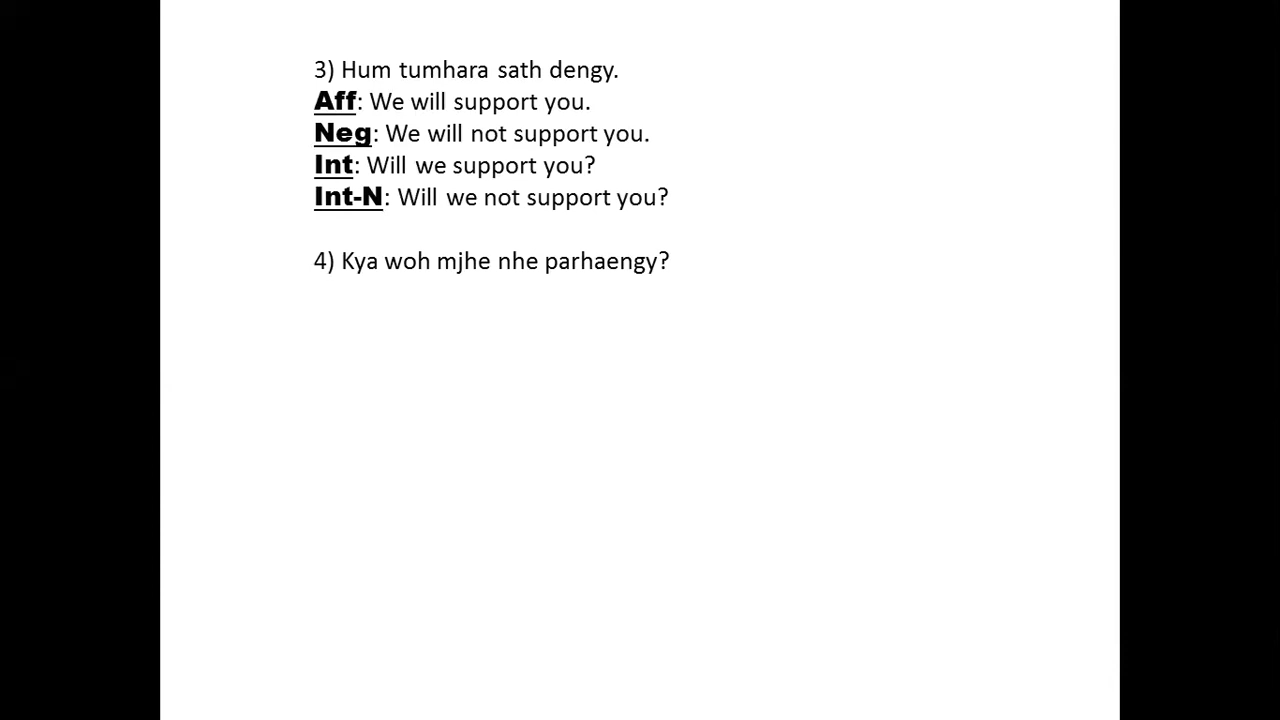 3) Hum tumhara sath dengy.
Aff: We will support you.
Neg: We will not support you.
Int: Will we support you?
Int-N: Will we not support you?
4) Kya woh mjhe nhe parhaengy?